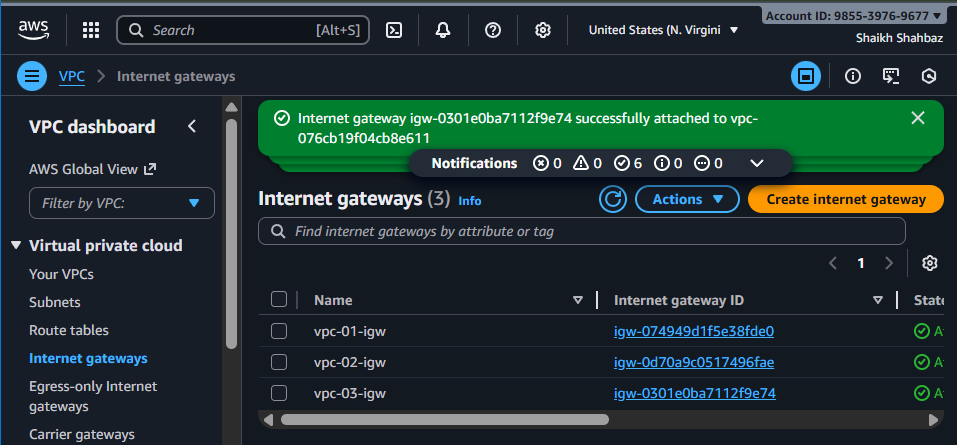 Account ID: 9855-3976-9677
aws
Search [Alt+S]
United States (N. Virgini
Shaikh Shahbaz
VPC > Internet gateways
VPC dashboard
AWS Global View
Filter by VPC:
Virtual private cloud
Your VPCs
Subnets
Route tables
Internet gateways
Egress-only Internet
gateways
Carrier gateways
Internet gateway igw-0301e0ba7112f9e74 successfully attached to vpc-
076cb19f04cb8e611
Notifications 0 0 6 0 0
Internet gateways (3) Info
Actions
Create internet gateway
Find internet gateways by attribute or tag
1
Name Internet gateway ID State
vpc-01-igw igw-074949d1f5e38fde0 A
vpc-02-igw igw-0d70a9c0517496fae A
vpc-03-igw igw-0301e0ba7112f9e74 A